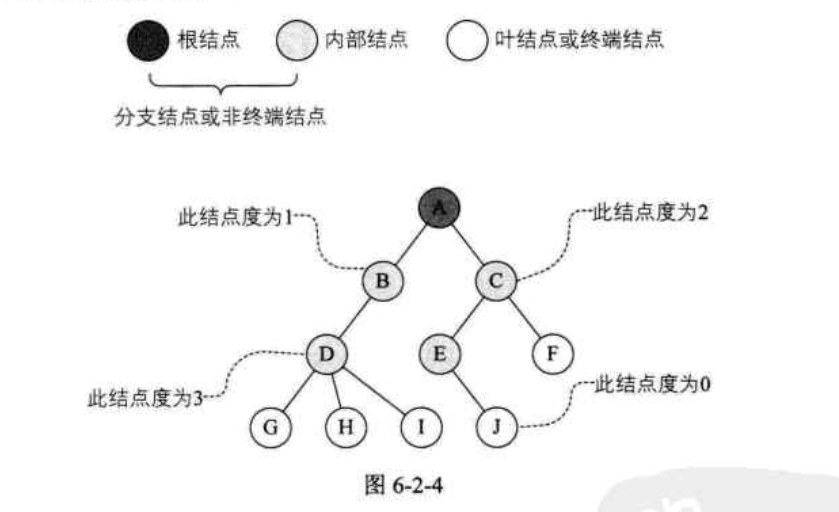 根结点 内部结点 叶结点或终端结点
分支结点或非终端结点
A
此结点度为1 此结点度为2
B C
D E F
此结点度为3 此结点度为0
G H I J
图 6-2-4